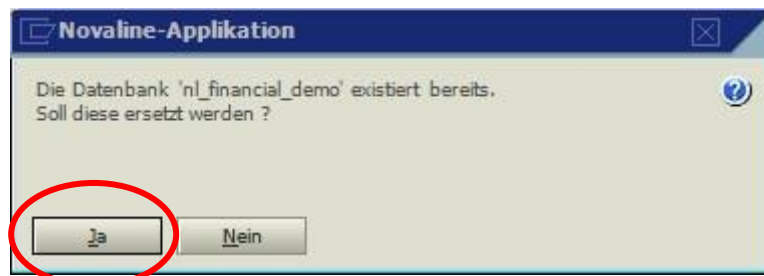 Novaline-Applikation
Die Datenbank 'nl_financial_demo' existiert bereits.
Soll diese ersetzt werden ?
Ja
Nein